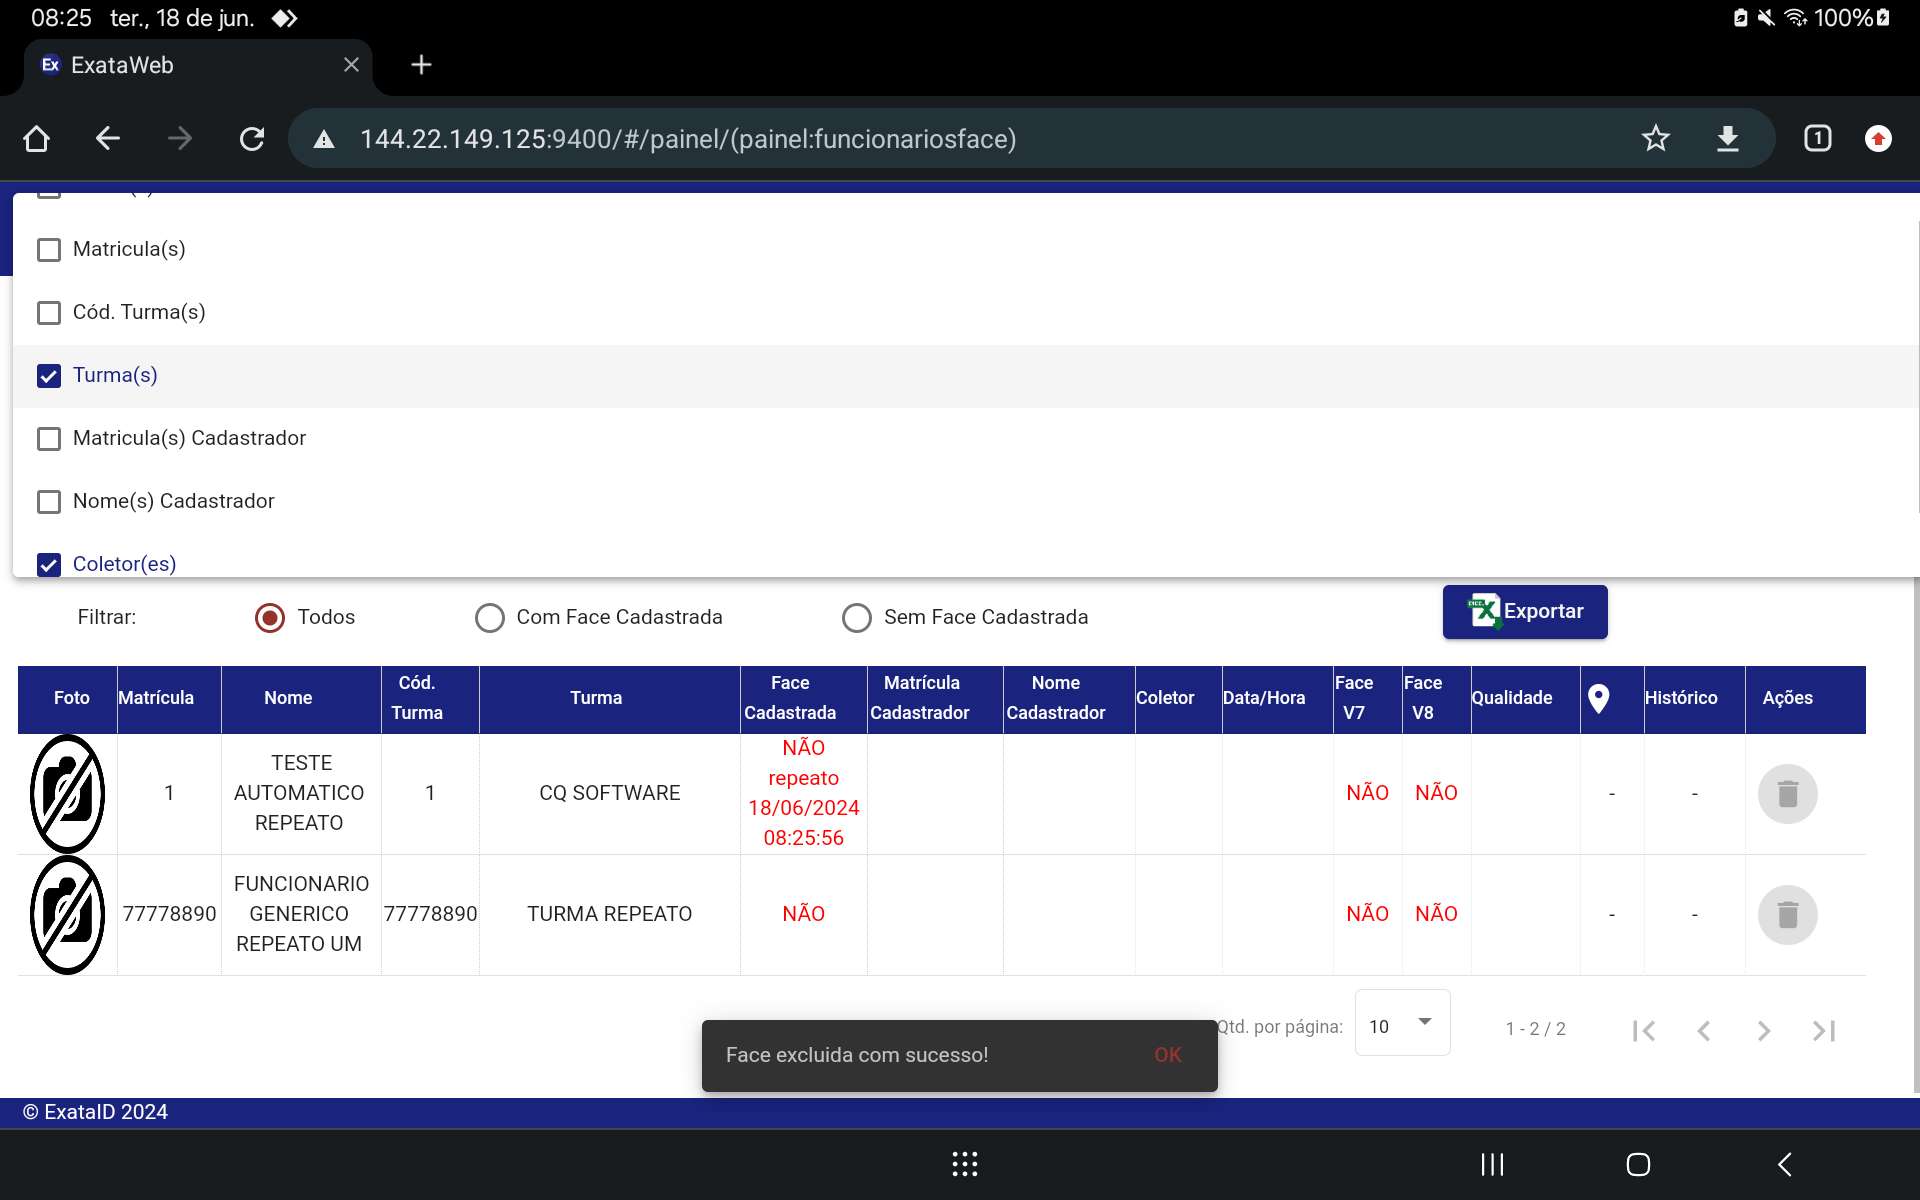 08:25 ter., 18 de jun. 100%
Ex ExataWeb
144.22.149.125:9400/#/painel/(painel:funcionariosface) 1
Matricula(s)
Cód. Turma(s)
Turma(s)
Matricula(s) Cadastrador
Nome(s) Cadastrador
Coletor(es)
Filtrar: Todos Com Face Cadastrada Sem Face Cadastrada Exportar
Foto Matrícula Nome Cód. Turma Turma Face Cadastrada Matrícula Cadastrador Nome Cadastrador Coletor Data/Hora Face V7 Face V8 Qualidade Histórico Ações
1 TESTE AUTOMATICO REPEATO 1 CQ SOFTWARE NÃO repeato 18/06/2024 08:25:56 NÃO NÃO - -
77778890 FUNCIONARIO GENERICO REPEATO UM 77778890 TURMA REPEATO NÃO NÃO NÃO - -
Qtd. por página: 10 1 - 2 / 2
Face excluida com sucesso! OK
© ExataID 2024